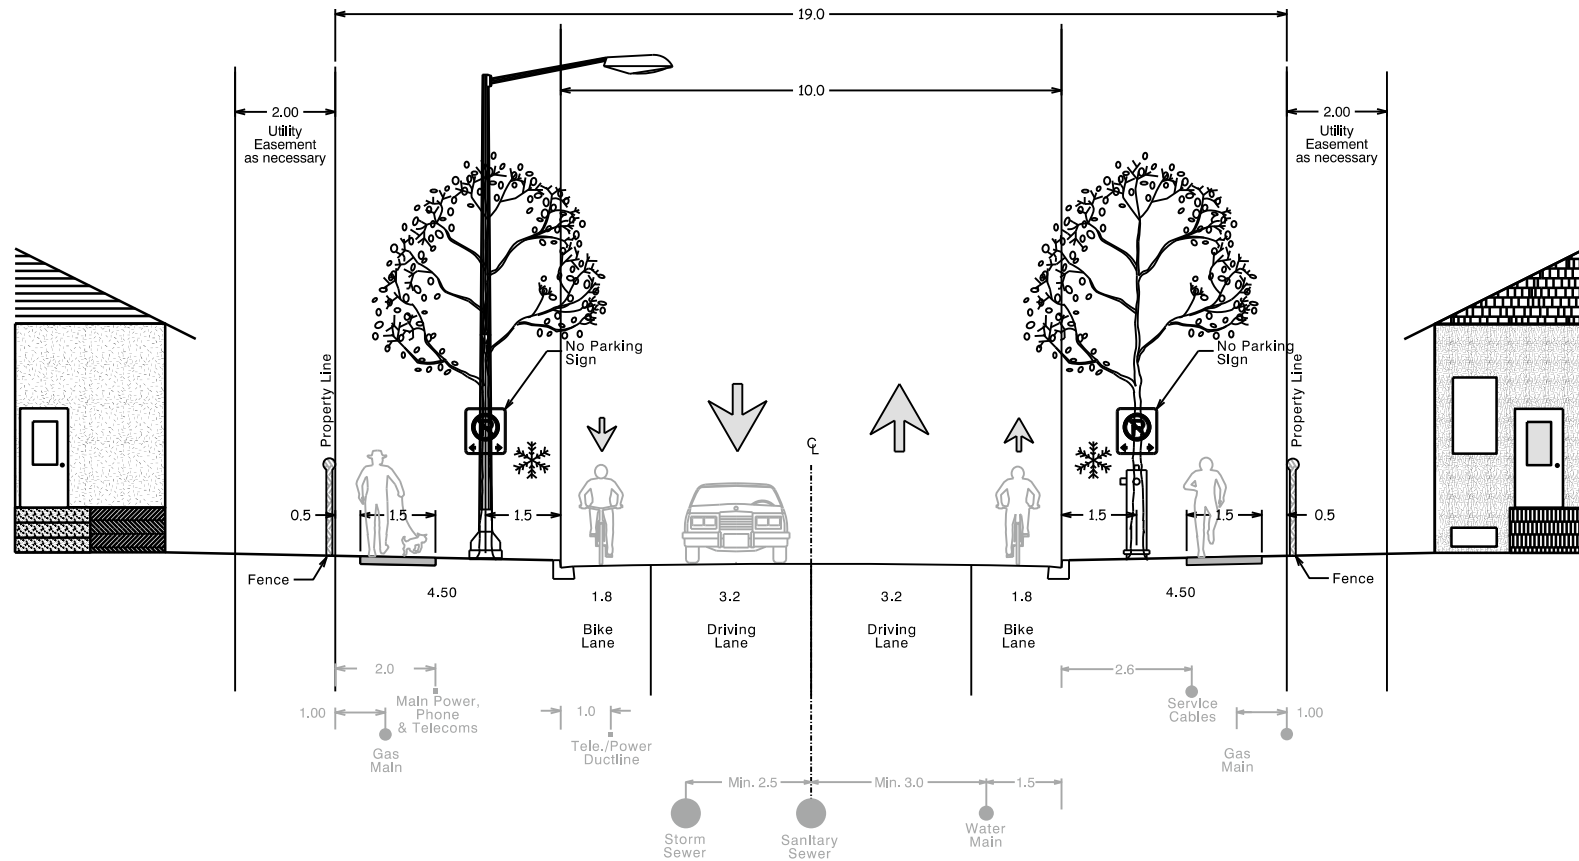 19.0
10.0
2.00
Utility
Easement
as necessary
2.00
Utility
Easement
as necessary
No Parking
Sign
No Parking
Sign
Property Line
Property Line
CL
0.5
1.5
1.5
1.5
1.5
0.5
Fence
Fence
4.50
1.8
3.2
3.2
1.8
4.50
Bike
Lane
Driving
Lane
Driving
Lane
Bike
Lane
2.0
2.6
Main Power,
Phone
& Telecoms
Service
Cables
1.00
1.0
1.00
Gas
Main
Tele./Power
Ductline
Gas
Main
Min. 2.5
Min. 3.0
1.5
Storm
Sewer
Sanitary
Sewer
Water
Main